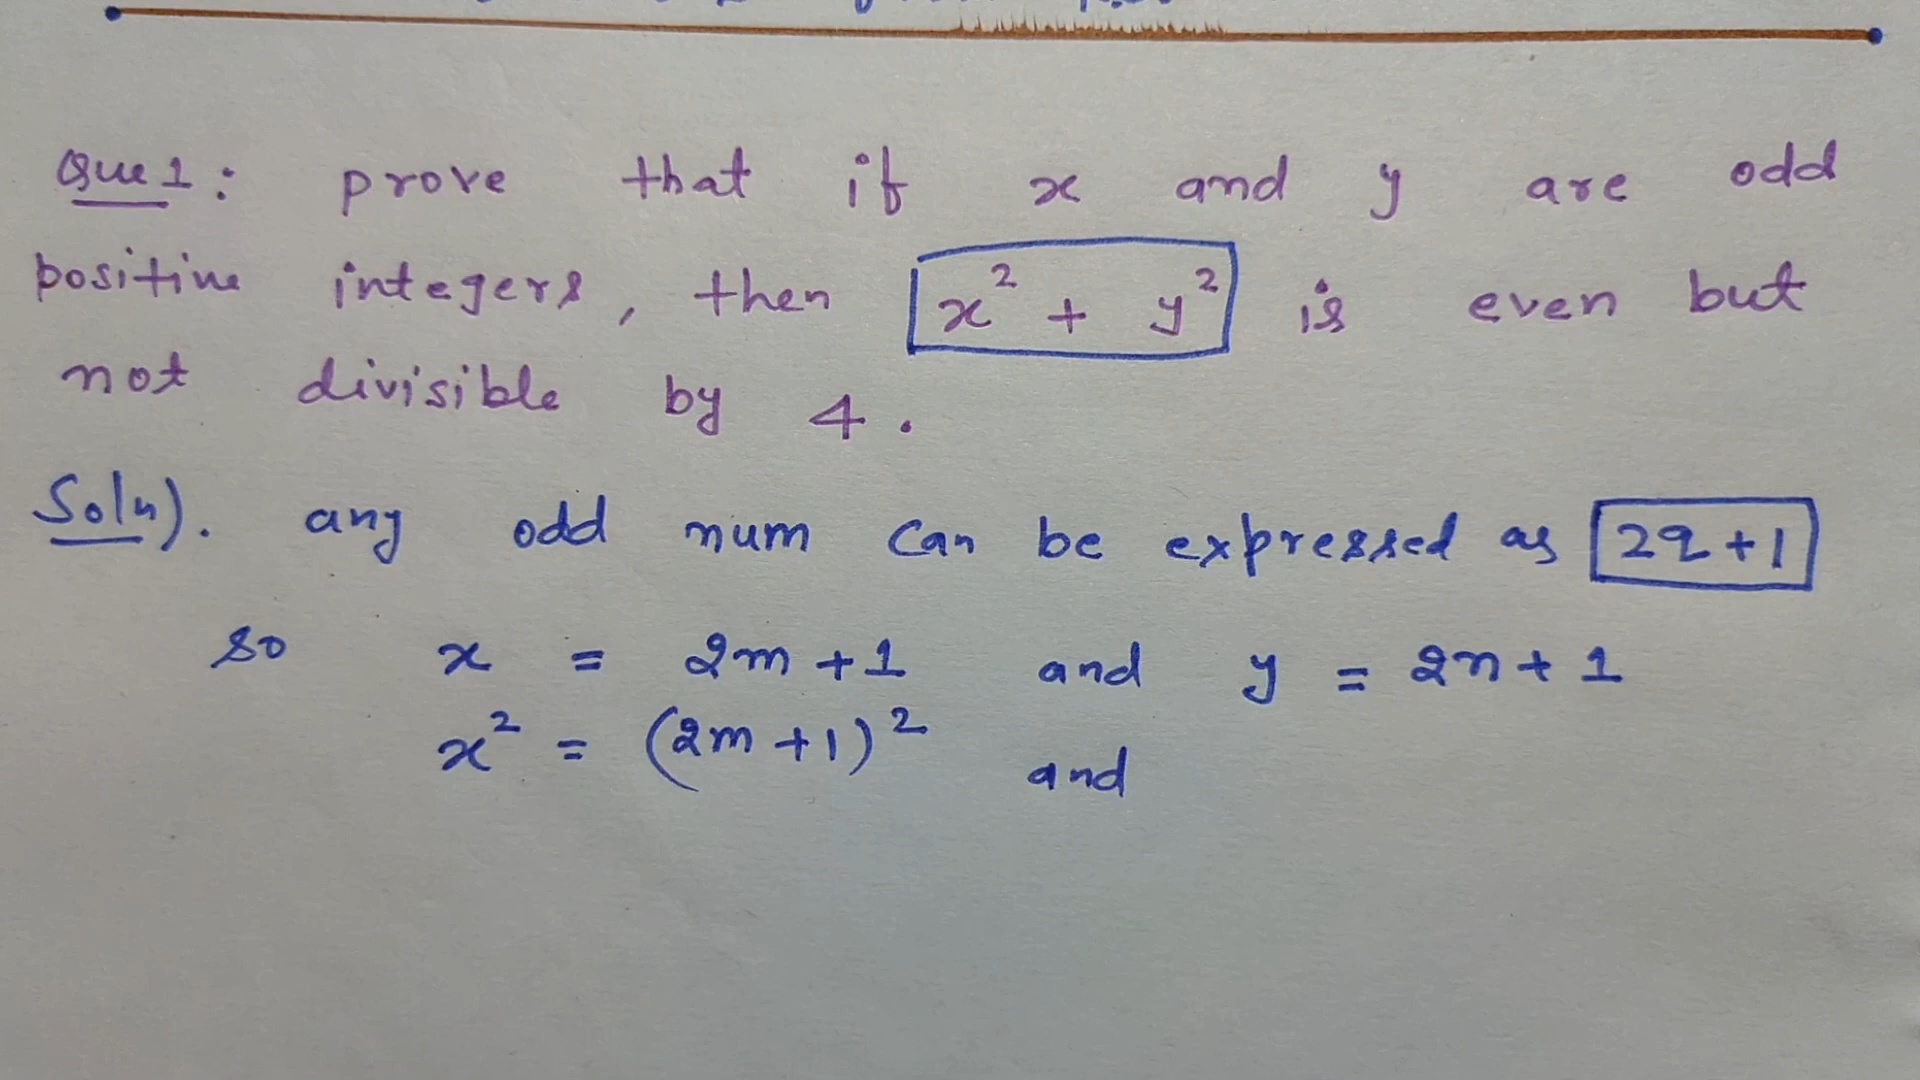 Que 1: prove that if x and y are odd
positive integers, then x² + y² is even but
not divisible by 4.
Soln). any odd num can be expressed as 2q+1
so x = 2m+1 and y = 2n+1
x² = (2m+1)² and